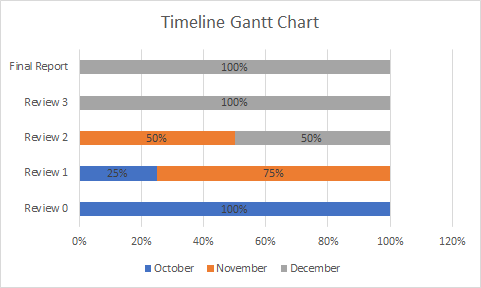 Timeline Gantt Chart
Final Report 100%
Review 3 100%
Review 2 50% 50%
Review 1 25% 75%
Review 0 100%
0% 20% 40% 60% 80% 100% 120%
October November December